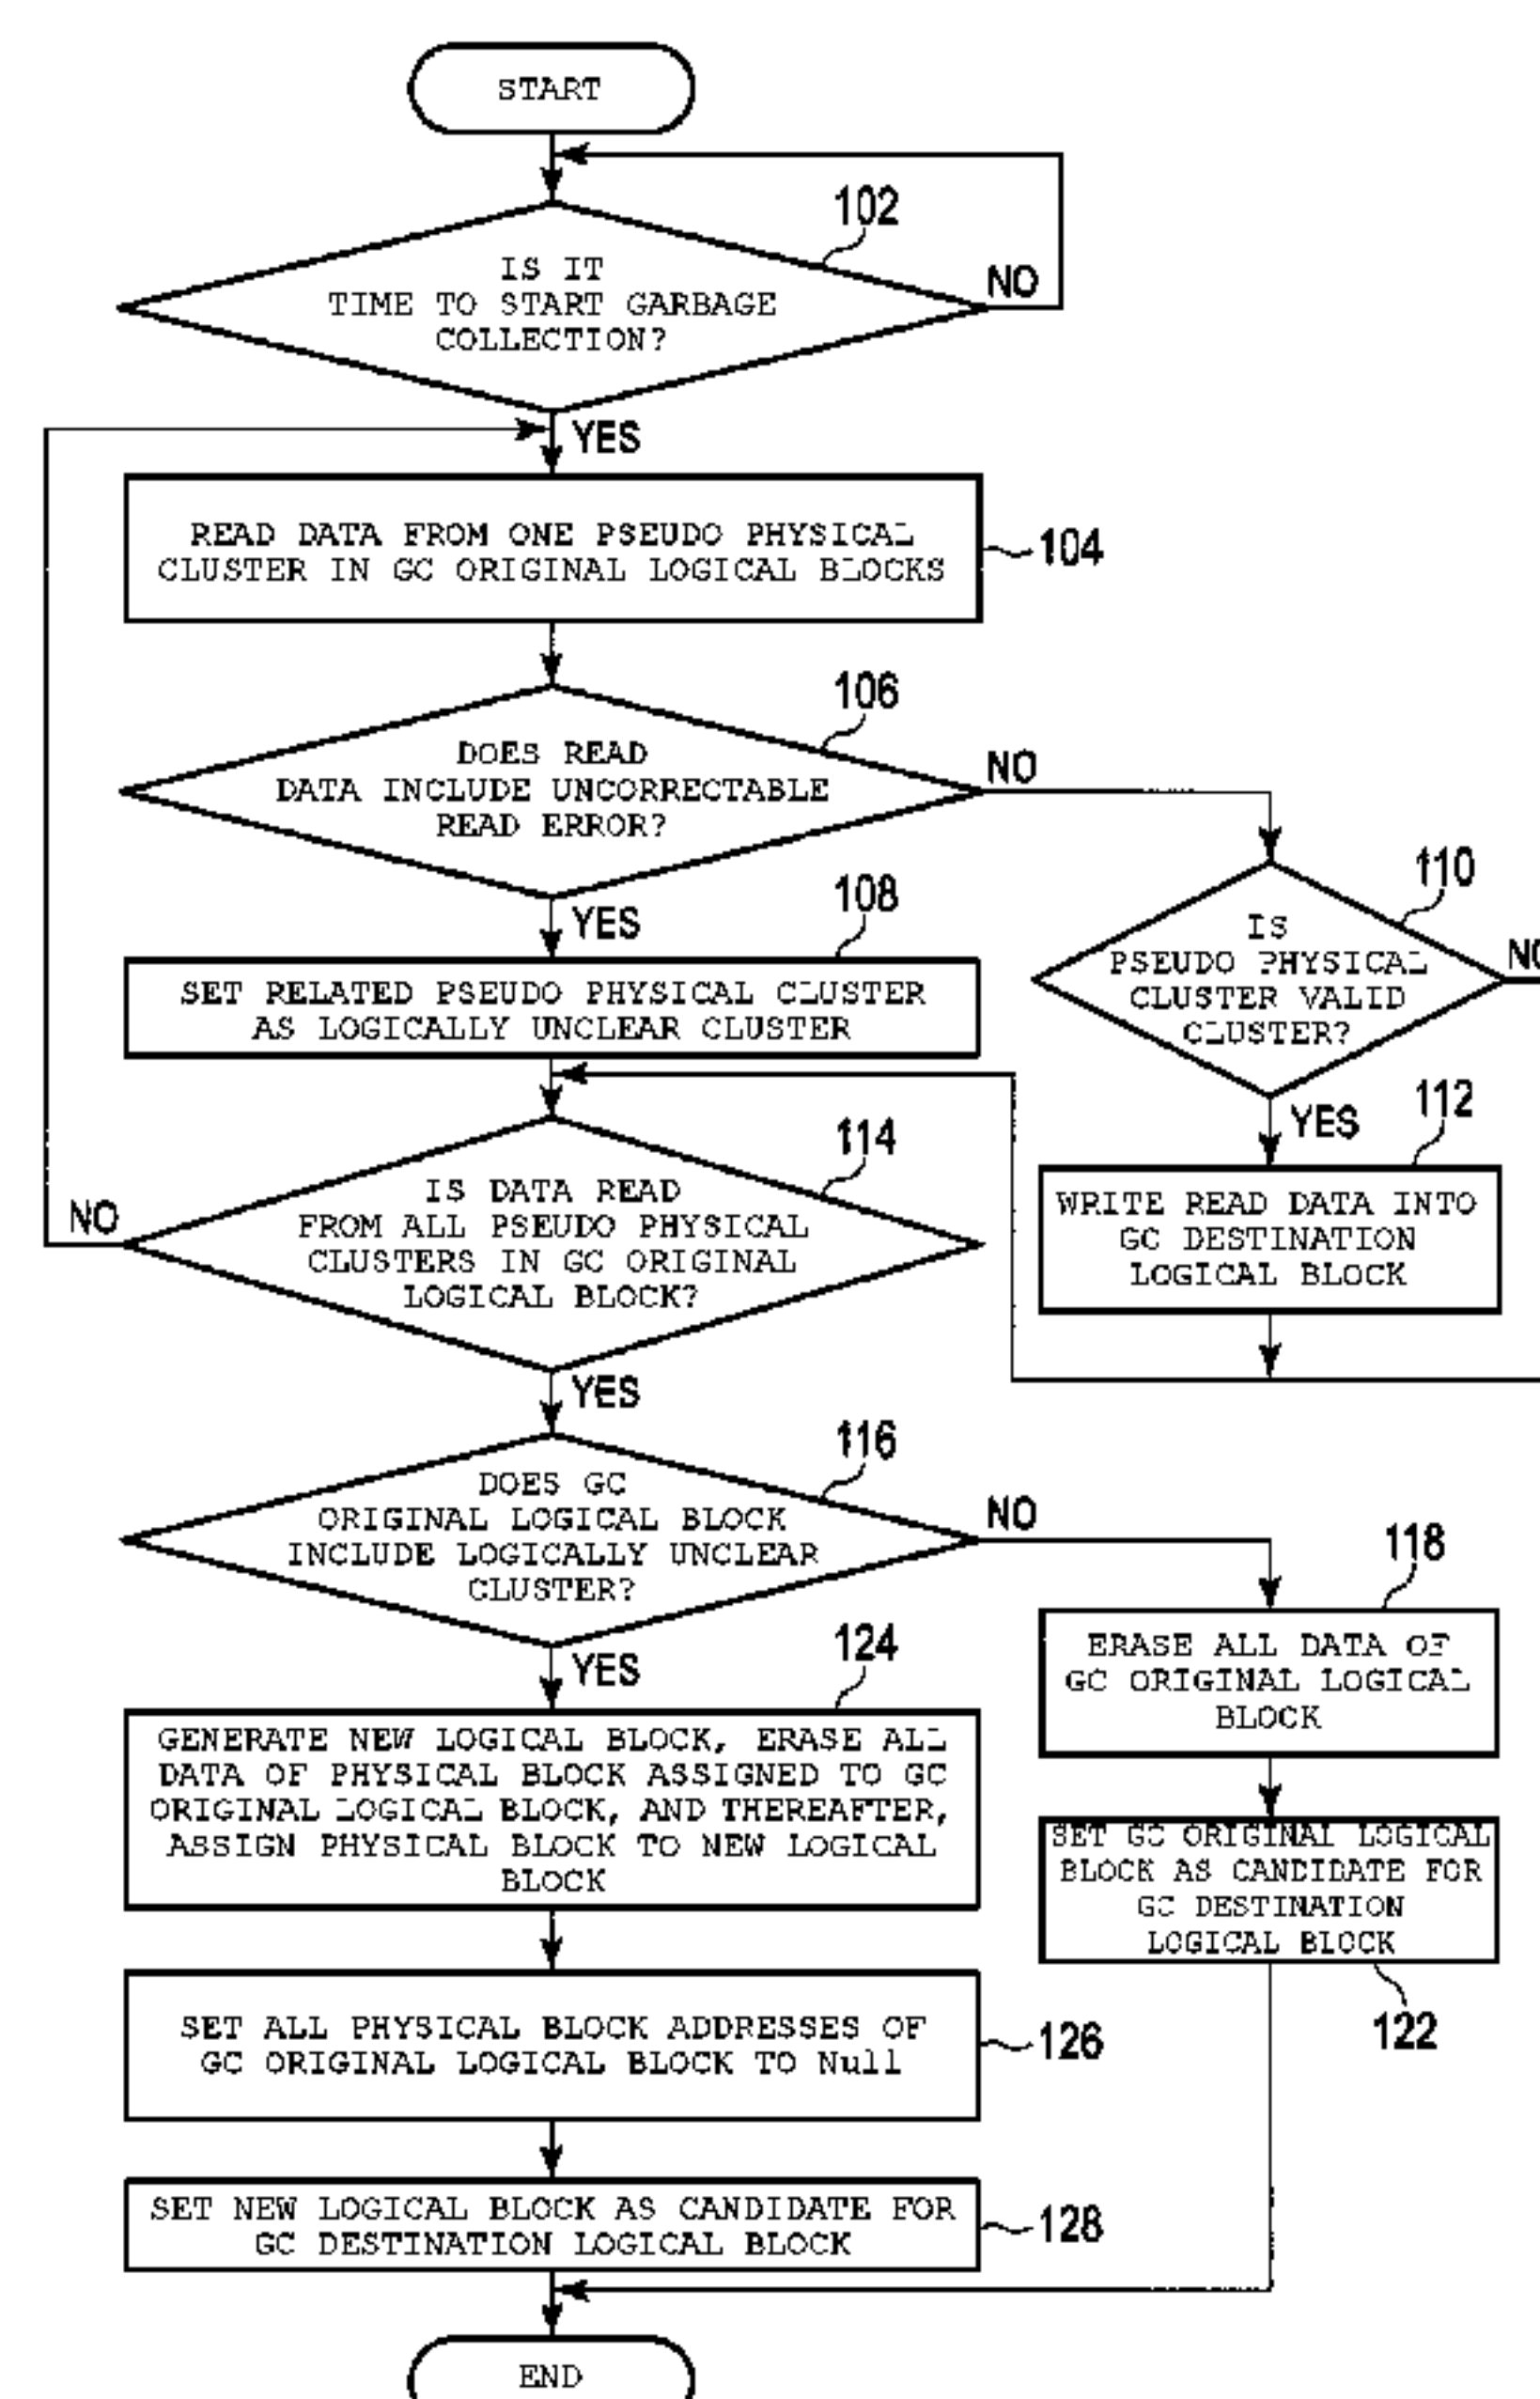 START
102
IS IT
TIME TO START GARBAGE
COLLECTION?
NO
YES
READ DATA FROM ONE PSEUDO PHYSICAL
CLUSTER IN GC ORIGINAL LOGICAL BLOCKS
104
106
DOES READ
DATA INCLUDE UNCORRECTABLE
READ ERROR?
NO
YES
108
SET RELATED PSEUDO PHYSICAL CLUSTER
AS LOGICALLY UNCLEAR CLUSTER
110
IS
PSEUDO PHYSICAL
CLUSTER VALID
CLUSTER?
NO
YES
112
WRITE READ DATA INTO
GC DESTINATION
LOGICAL BLOCK
114
IS DATA READ
FROM ALL PSEUDO PHYSICAL
CLUSTERS IN GC ORIGINAL
LOGICAL BLOCK?
NO
YES
116
DOES GC
ORIGINAL LOGICAL BLOCK
INCLUDE LOGICALLY UNCLEAR
CLUSTER?
NO
YES
118
ERASE ALL DATA OF
GC ORIGINAL LOGICAL
BLOCK
SET GC ORIGINAL LOGICAL
BLOCK AS CANDIDATE FOR
GC DESTINATION
LOGICAL BLOCK
122
124
GENERATE NEW LOGICAL BLOCK, ERASE ALL
DATA OF PHYSICAL BLOCK ASSIGNED TO GC
ORIGINAL LOGICAL BLOCK, AND THEREAFTER,
ASSIGN PHYSICAL BLOCK TO NEW LOGICAL
BLOCK
SET ALL PHYSICAL BLOCK ADDRESSES OF
GC ORIGINAL LOGICAL BLOCK TO Null
126
SET NEW LOGICAL BLOCK AS CANDIDATE FOR
GC DESTINATION LOGICAL BLOCK
128
END